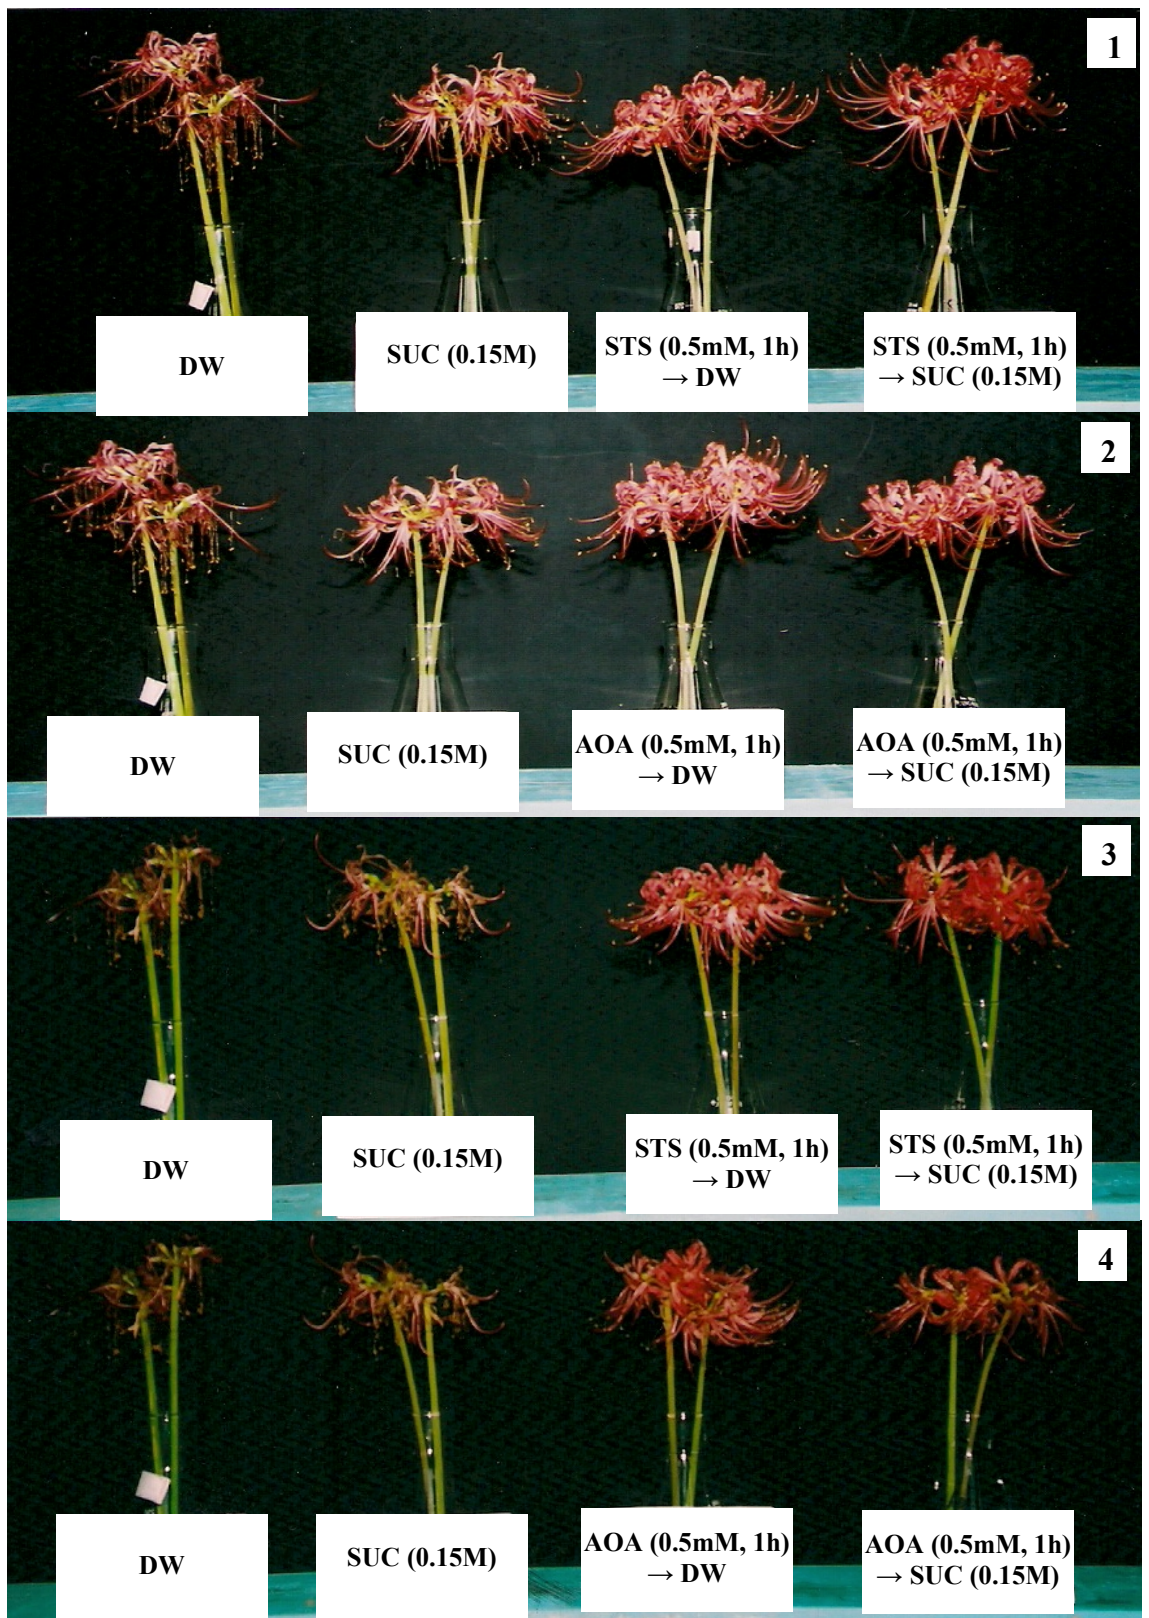 1
DW
SUC (0.15M)
STS (0.5mM, 1h)
→ DW
STS (0.5mM, 1h)
→ SUC (0.15M)
2
DW
SUC (0.15M)
AOA (0.5mM, 1h)
→ DW
AOA (0.5mM, 1h)
→ SUC (0.15M)
3
DW
SUC (0.15M)
STS (0.5mM, 1h)
→ DW
STS (0.5mM, 1h)
→ SUC (0.15M)
4
DW
SUC (0.15M)
AOA (0.5mM, 1h)
→ DW
AOA (0.5mM, 1h)
→ SUC (0.15M)